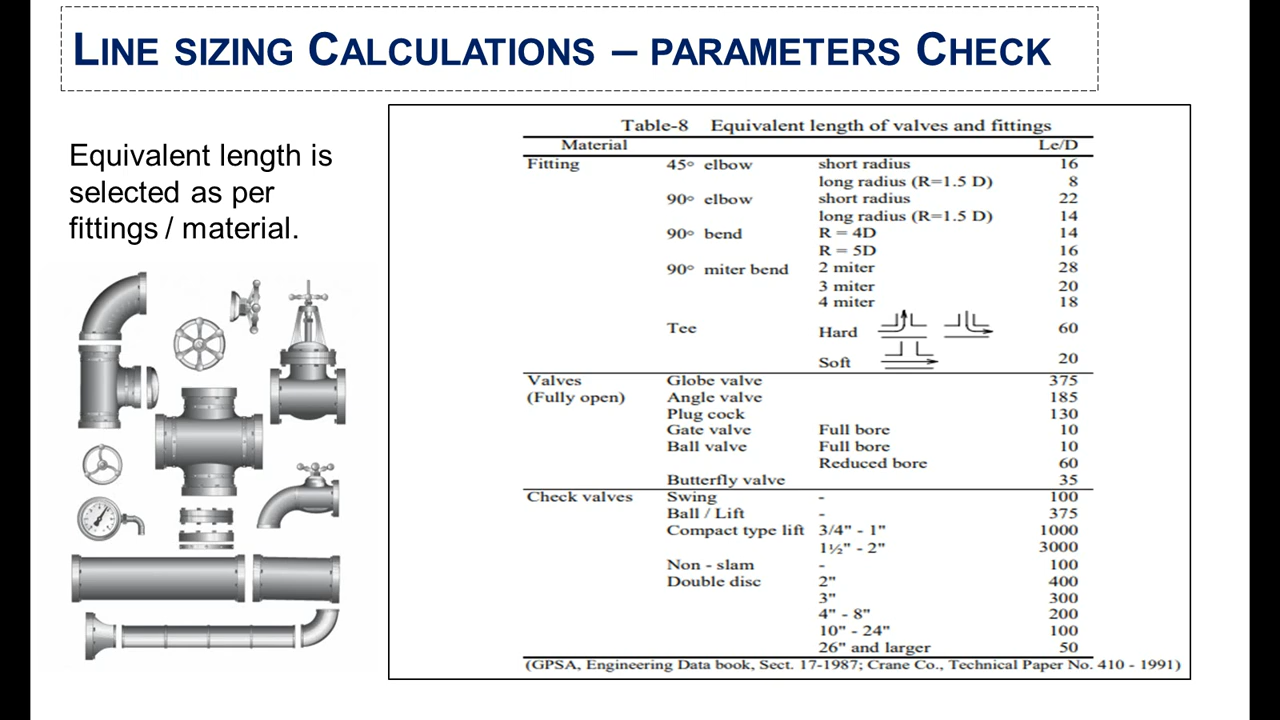 LINE SIZING CALCULATIONS – PARAMETERS CHECK
Equivalent length is
selected as per
fittings / material.
Table-8 Equivalent length of valves and fittings
Material Le/D
Fitting 45° elbow short radius 16
long radius (R=1.5 D) 8
90° elbow short radius 22
long radius (R=1.5 D) 14
90° bend R = 4D 14
R = 5D 16
90° miter bend 2 miter 28
3 miter 20
4 miter 18
Tee Hard 60
Soft 20
Valves Globe valve 375
(Fully open) Angle valve 185
Plug cock 130
Gate valve Full bore 10
Ball valve Full bore 10
Reduced bore 60
Butterfly valve 35
Check valves Swing - 100
Ball / Lift - 375
Compact type lift 3/4" - 1" 1000
1½" - 2" 3000
Non - slam - 100
Double disc 2" 400
3" 300
4" - 8" 200
10" - 24" 100
26" and larger 50
(GPSA, Engineering Data book, Sect. 17-1987; Crane Co., Technical Paper No. 410 - 1991)